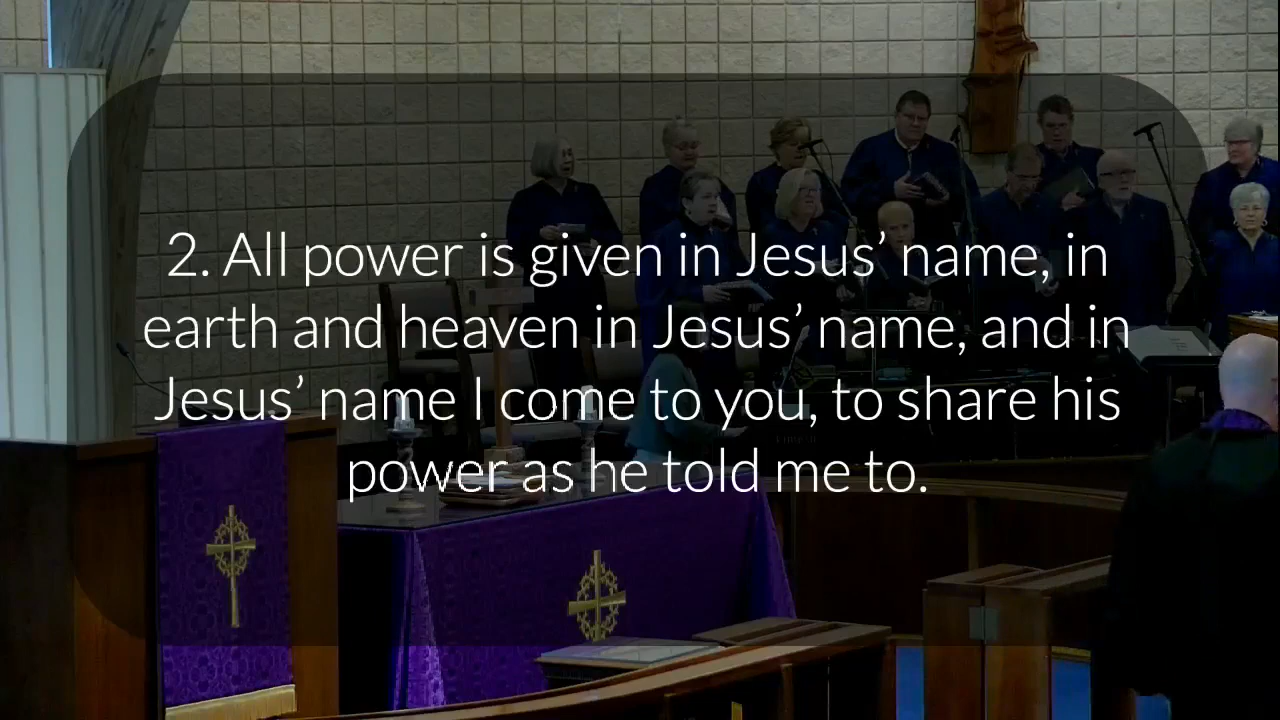 2. All power is given in Jesus’ name, in
earth and heaven in Jesus’ name, and in
Jesus’ name I come to you, to share his
power as he told me to.